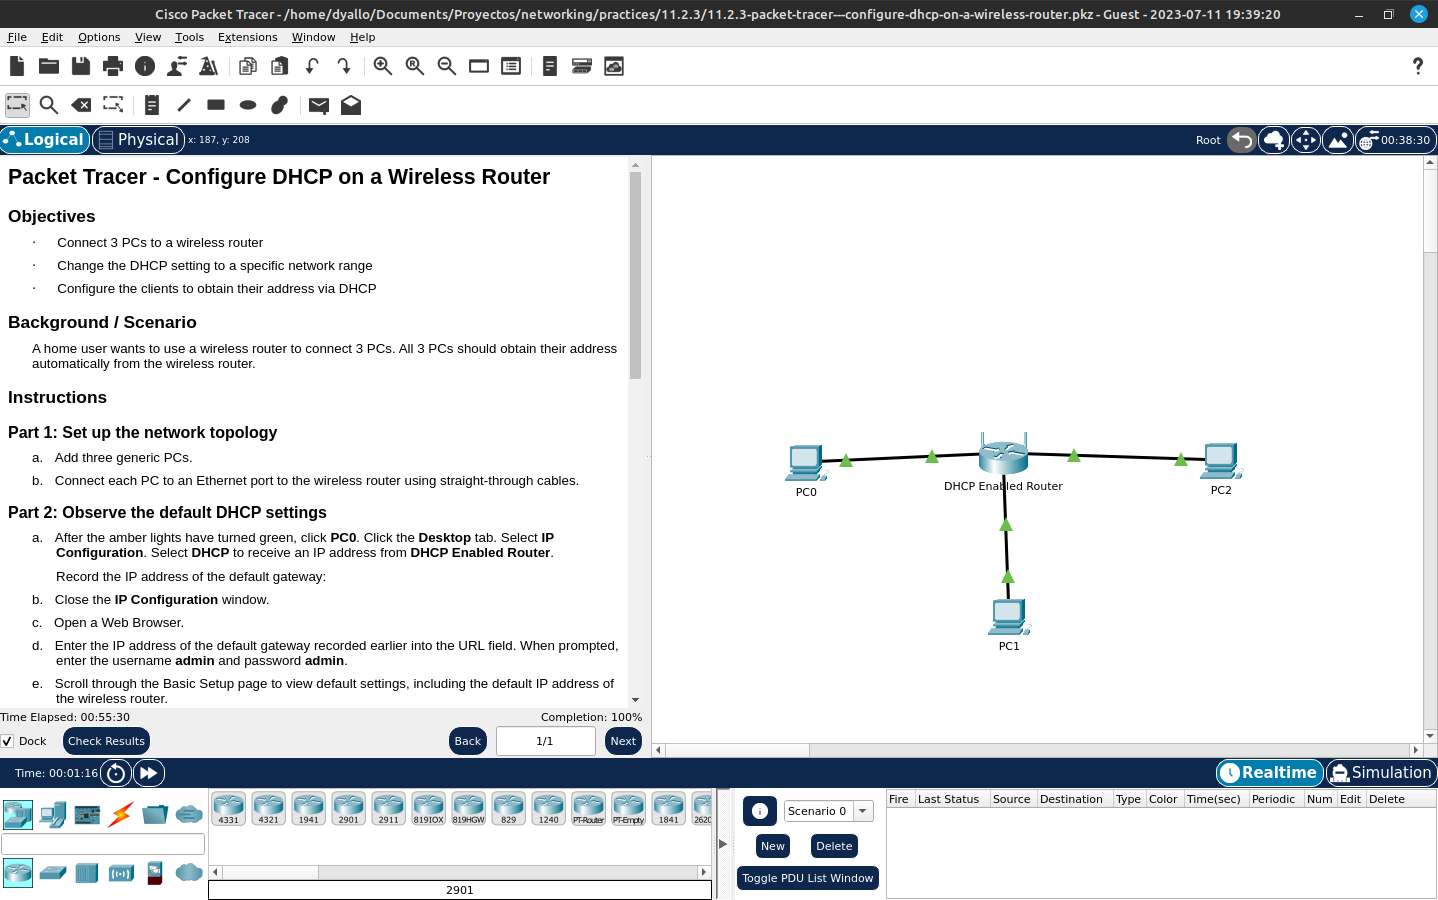 Cisco Packet Tracer - /home/dyallo/Documents/Proyectos/networking/practices/11.2.3/11.2.3-packet-tracer---configure-dhcp-on-a-wireless-router.pkz - Guest - 2023-07-11 19:39:20
File Edit Options View Tools Extensions Window Help
Logical Physical x: 187, y: 208 Root 00:38:30
Packet Tracer - Configure DHCP on a Wireless Router
Objectives
· Connect 3 PCs to a wireless router
· Change the DHCP setting to a specific network range
· Configure the clients to obtain their address via DHCP
Background / Scenario
A home user wants to use a wireless router to connect 3 PCs. All 3 PCs should obtain their address
automatically from the wireless router.
Instructions
Part 1: Set up the network topology
a. Add three generic PCs.
b. Connect each PC to an Ethernet port to the wireless router using straight-through cables.
Part 2: Observe the default DHCP settings
a. After the amber lights have turned green, click PC0. Click the Desktop tab. Select IP
Configuration. Select DHCP to receive an IP address from DHCP Enabled Router.
Record the IP address of the default gateway:
b. Close the IP Configuration window.
c. Open a Web Browser.
d. Enter the IP address of the default gateway recorded earlier into the URL field. When prompted,
enter the username admin and password admin.
e. Scroll through the Basic Setup page to view default settings, including the default IP address of
the wireless router.
Time Elapsed: 00:55:30 Completion: 100%
Dock Check Results Back 1/1 Next
PC0
DHCP Enabled Router
PC2
PC1
Time: 00:01:16 Realtime Simulation
4331 4321 1941 2901 2911 819IOX 819HGW 829 1240 PT-Router PT-Empty 1841 2620
2901
Scenario 0
New Delete
Toggle PDU List Window
Fire Last Status Source Destination Type Color Time(sec) Periodic Num Edit Delete